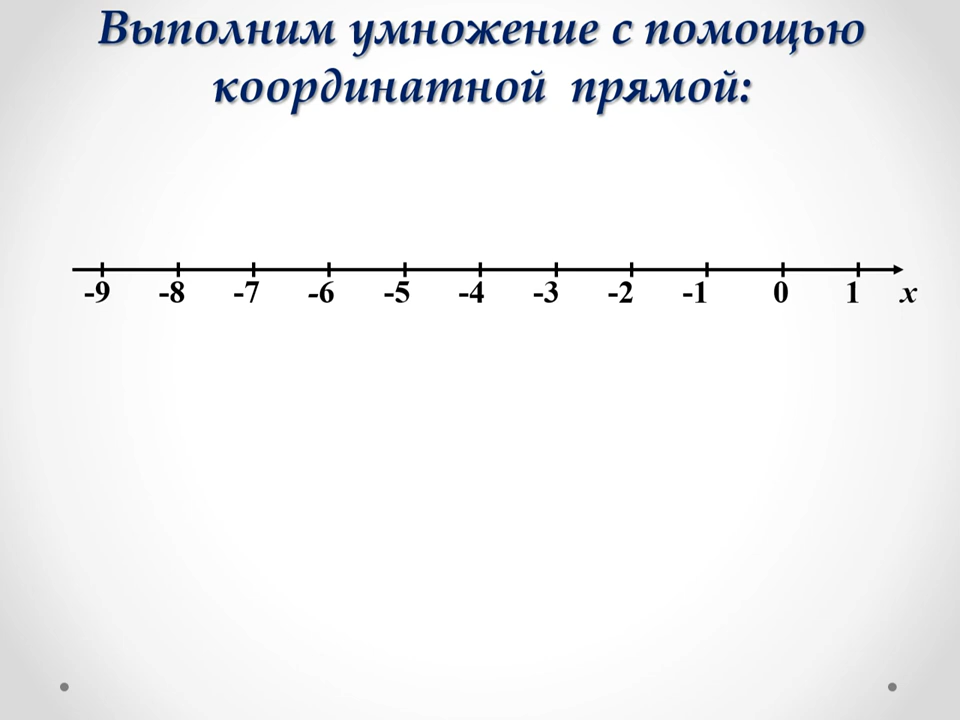 Выполним умножение с помощью
координатной прямой:
-9 -8 -7 -6 -5 -4 -3 -2 -1 0 1 x